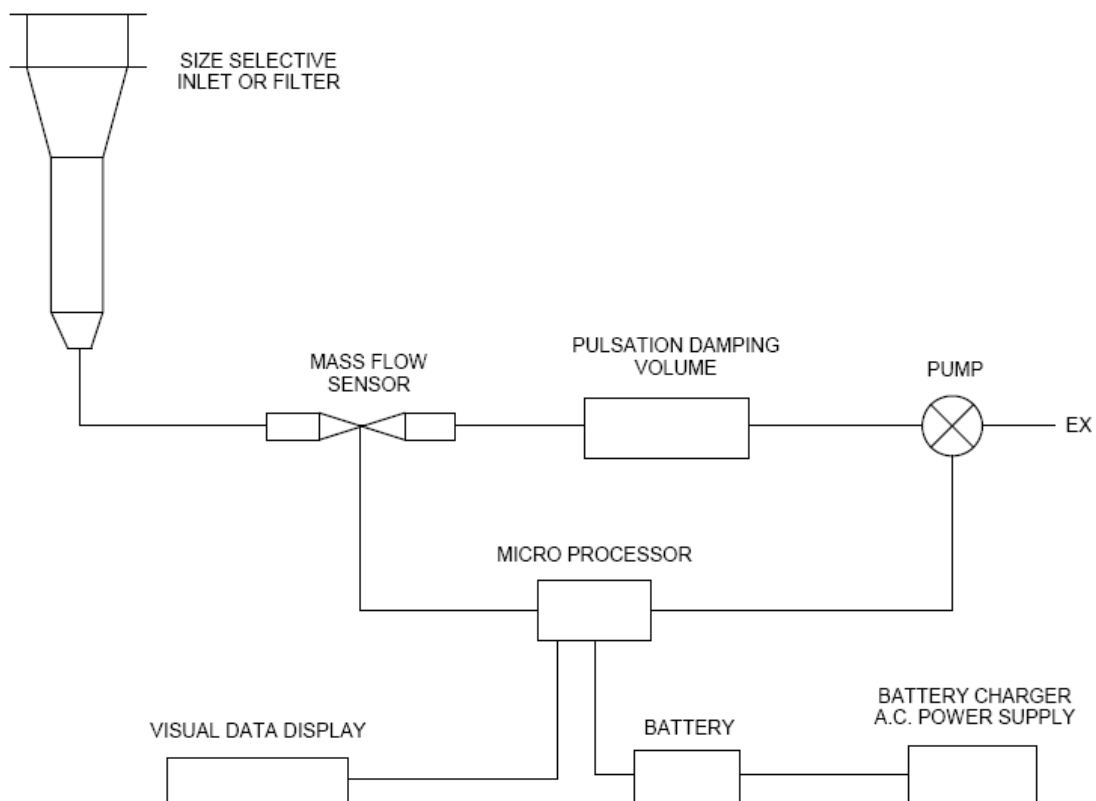 SIZE SELECTIVE
INLET OR FILTER
MASS FLOW
SENSOR
PULSATION DAMPING
VOLUME
PUMP
EX
MICRO PROCESSOR
VISUAL DATA DISPLAY
BATTERY
BATTERY CHARGER
A.C. POWER SUPPLY